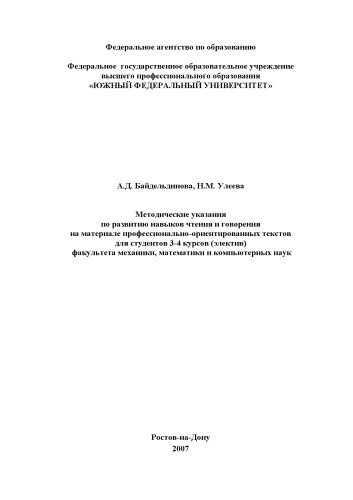 Федеральное агентство по образованию
Федеральное государственное образовательное учреждение
высшего профессионального образования
«ЮЖНЫЙ ФЕДЕРАЛЬНЫЙ УНИВЕРСИТЕТ»
А.Д. Байдельдинова, Н.М. Улеева
Методические указания
по развитию навыков чтения и говорения
на материале профессионально-ориентированных текстов
для студентов 3-4 курсов (электив)
факультета механики, математики и компьютерных наук
Ростов-на-Дону
2007